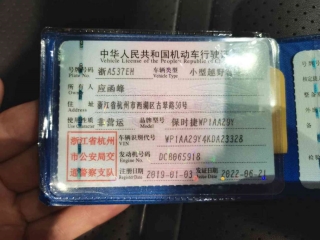 中华人民共和国机动车行驶证
Vehicle License of the People's Republic of C
号牌号码 浙A537EH 车辆类型 小型越野客车
Plate No. Vehicle Type
所有人 应函峰
Owner
住址 浙江省杭州市西湖区古翠路50号
Address
使用性质 非营运 品牌型号 保时捷WP1AA29Y
Use Character Model
浙江省杭州
市公安局交
通警察支队
车辆识别代号 WP1AA29Y4KDA23328
VIN
发动机号码 DCB065918
Engine No.
注册日期 2019-01-03 发证日期 2022-06-21
Register Date Issue Date